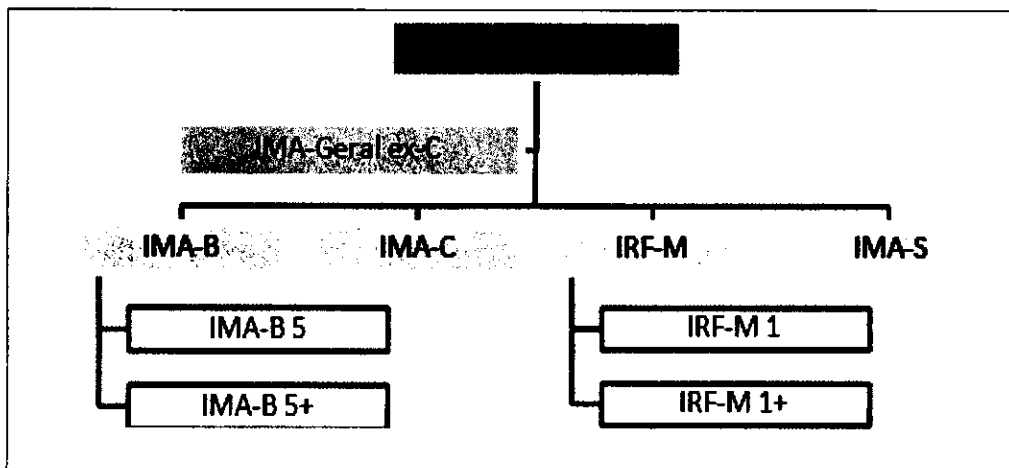 IMA-Geral ex-C
IMA-B
IMA-C
IRF-M
IMA-S
IMA-B 5
IRF-M 1
IMA-B 5+
IRF-M 1+